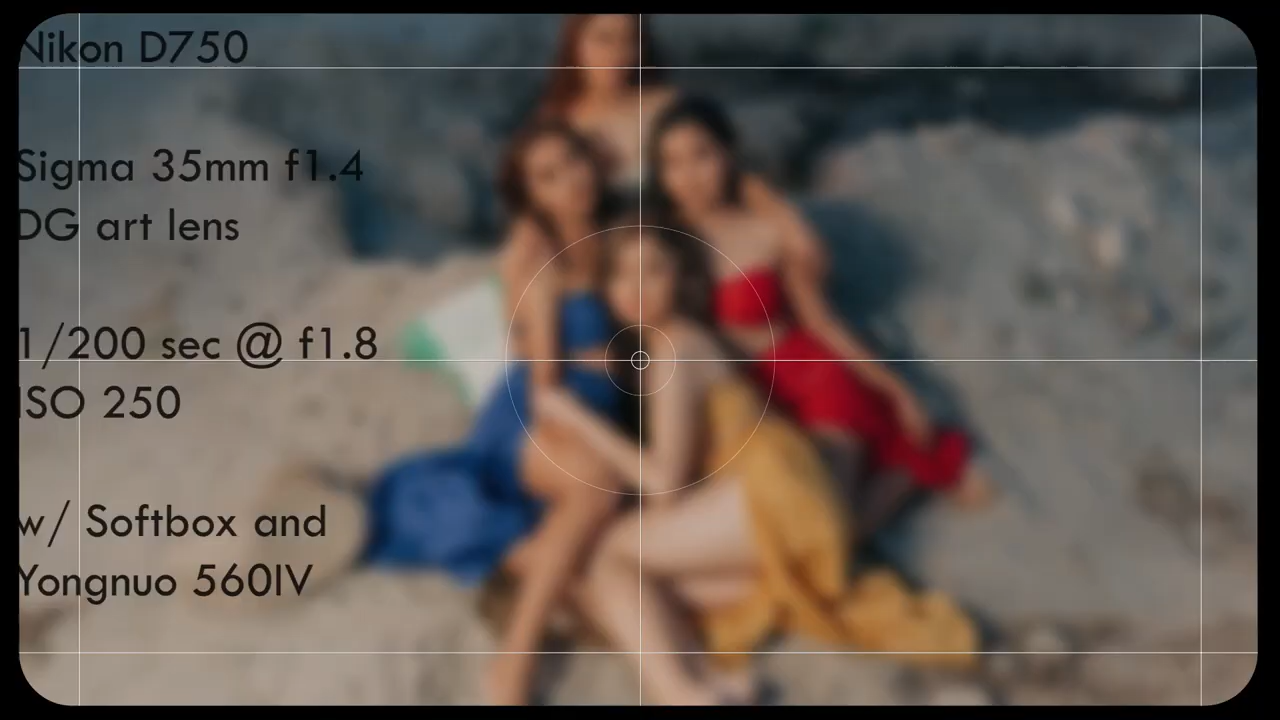 Nikon D750
Sigma 35mm f1.4
DG art lens
1/200 sec @ f1.8
ISO 250
w/ Softbox and
Yongnuo 560IV